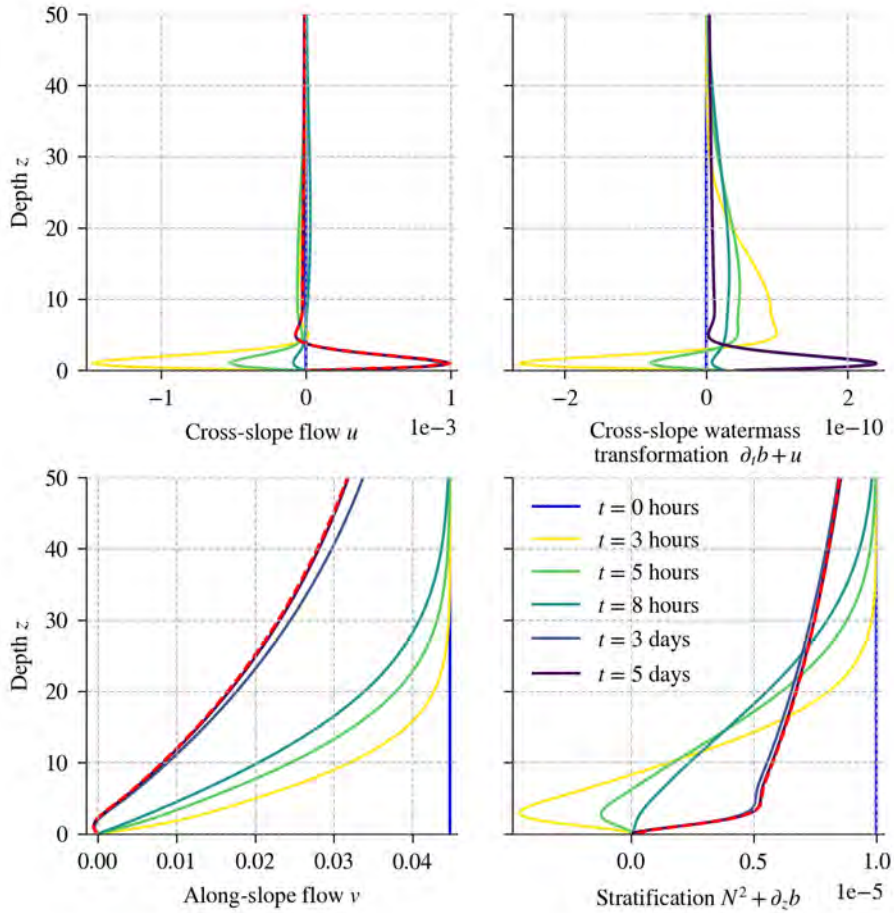 50
40
30
20
10
0
Depth z
−1
0
1
1e−3
Cross-slope flow u
−2
0
2
1e−10
Cross-slope watermass
transformation ∂ₜb + u
50
40
30
20
10
0
Depth z
0.00
0.01
0.02
0.03
0.04
Along-slope flow v
t = 0 hours
t = 3 hours
t = 5 hours
t = 8 hours
t = 3 days
t = 5 days
0.0
0.5
1.0
1e−5
Stratification N² + ∂_z b